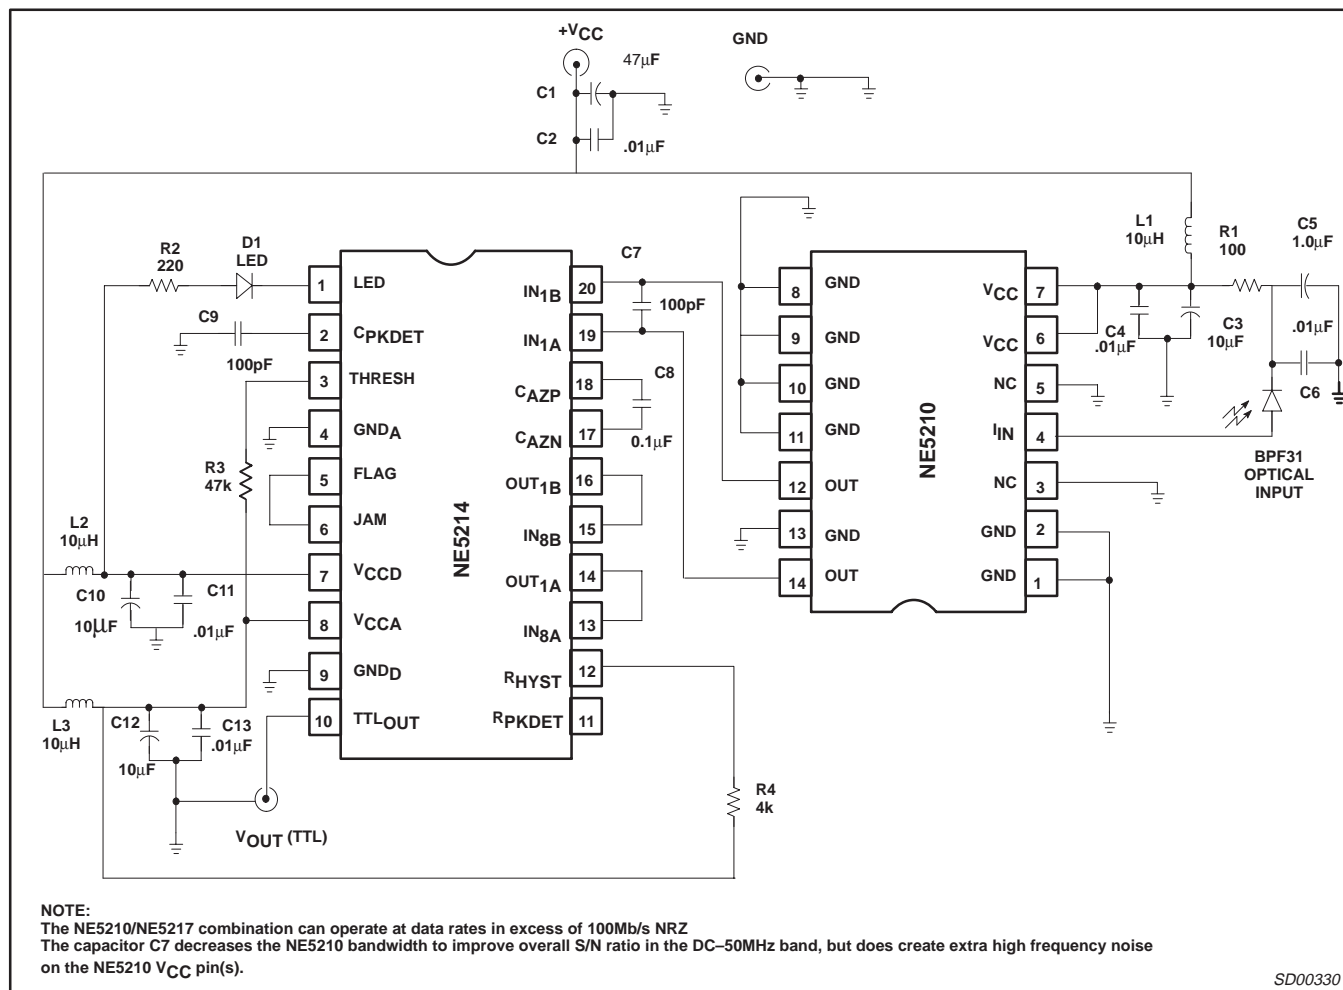 +VCC
GND
47μF
C1
C2
.01μF
L1
10μH
R1
100
C5
1.0μF
R2
220
D1
LED
C7
100pF
1
LED
IN1B
20
8
GND
VCC
7
C9
100pF
2
CPKDET
IN1A
19
9
GND
VCC
6
C4
.01μF
C3
10μF
.01μF
C6
3
THRESH
CAZP
18
C8
0.1μF
10
GND
NC
5
4
GNDA
CAZN
17
11
GND
IIN
4
BPF31
OPTICAL
INPUT
R3
47k
5
FLAG
OUT1B
16
12
OUT
NC
3
6
JAM
IN8B
15
13
GND
GND
2
L2
10μH
7
VCCD
OUT1A
14
14
OUT
GND
1
NE5214
NE5210
C10
10μF
C11
.01μF
8
VCCA
IN8A
13
9
GNDD
RHYST
12
L3
10μH
C12
10μF
C13
.01μF
10
TTLOUT
RPKDET
11
R4
4k
VOUT (TTL)
NOTE:
The NE5210/NE5217 combination can operate at data rates in excess of 100Mb/s NRZ
The capacitor C7 decreases the NE5210 bandwidth to improve overall S/N ratio in the DC–50MHz band, but does create extra high frequency noise
on the NE5210 VCC pin(s).
SD00330